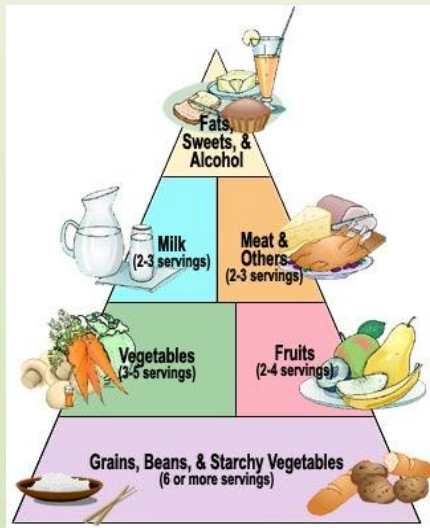 Fats,
Sweets, &
Alcohol
Milk
(2-3 servings)
Meat &
Others
(2-3 servings)
Vegetables
(3-5 servings)
Fruits
(2-4 servings)
Grains, Beans, & Starchy Vegetables
(6 or more servings)